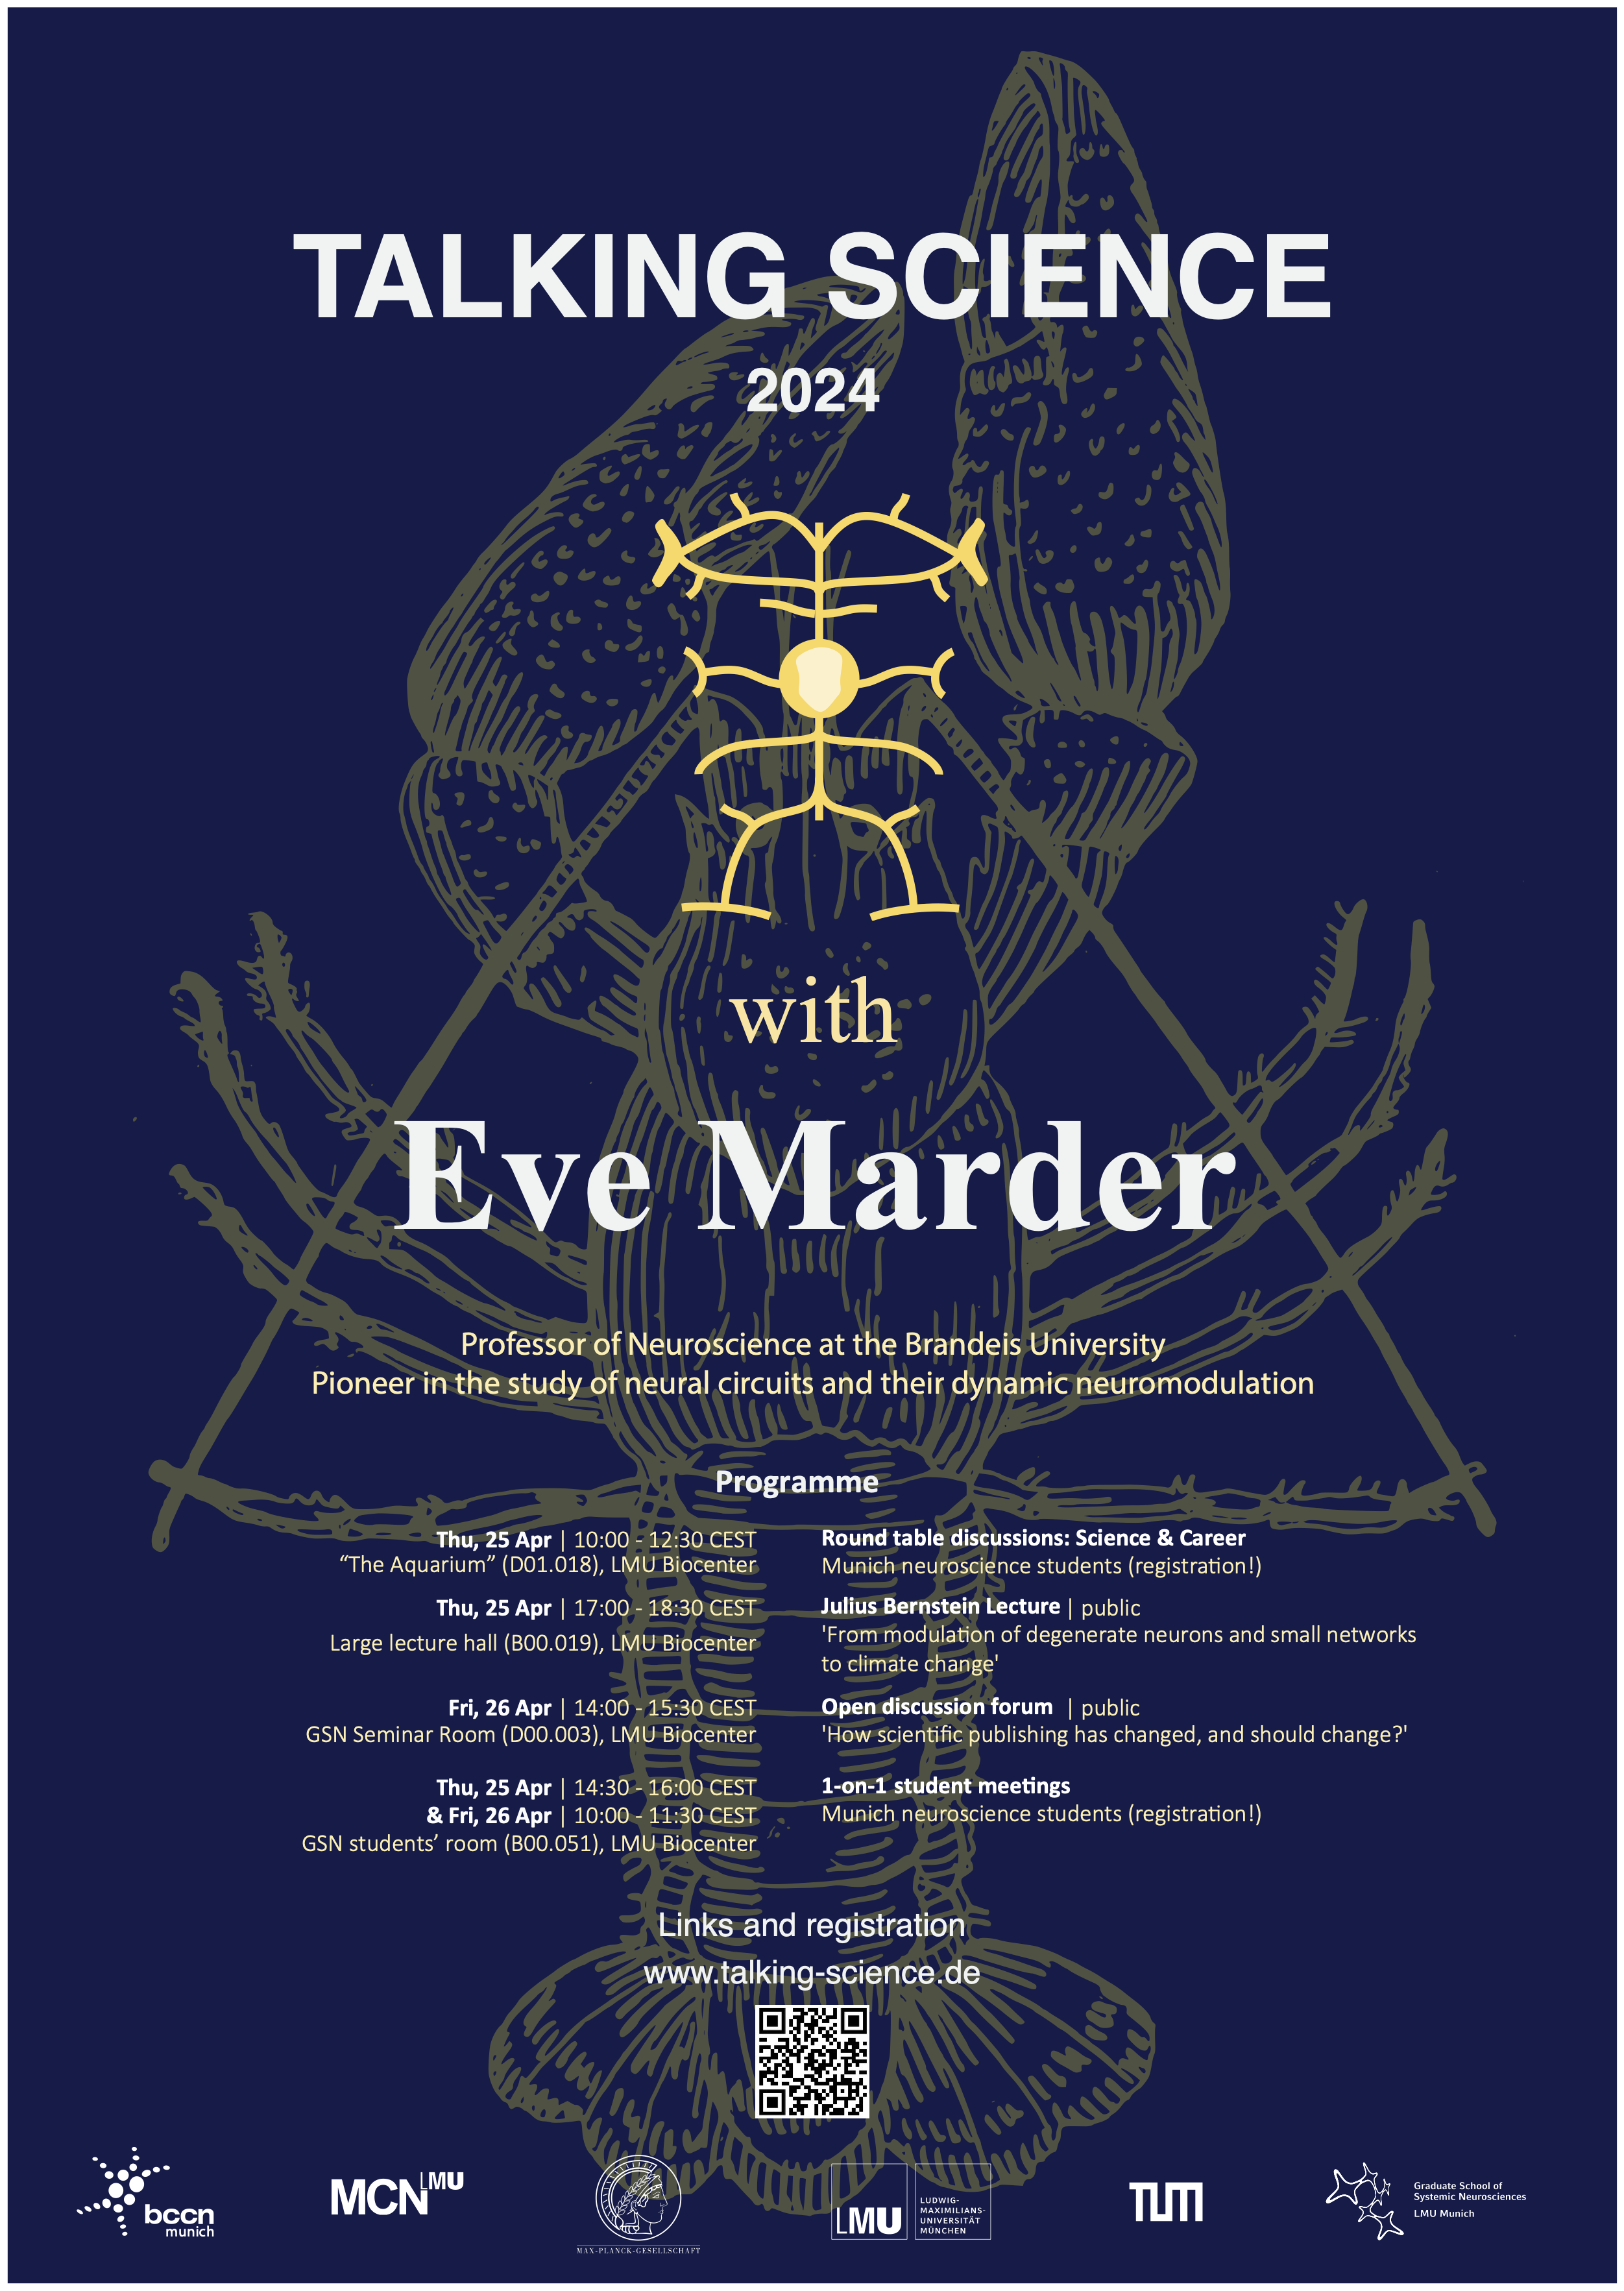 TALKING SCIENCE
2024
with
Eve Marder
Professor of Neuroscience at the Brandeis University
Pioneer in the study of neural circuits and their dynamic neuromodulation
Programme
Thu, 25 Apr | 10:00 - 12:30 CEST
“The Aquarium” (D01.018), LMU Biocenter
Round table discussions: Science & Career
Munich neuroscience students (registration!)
Thu, 25 Apr | 17:00 - 18:30 CEST
Large lecture hall (B00.019), LMU Biocenter
Julius Bernstein Lecture | public
'From modulation of degenerate neurons and small networks
to climate change'
Fri, 26 Apr | 14:00 - 15:30 CEST
GSN Seminar Room (D00.003), LMU Biocenter
Open discussion forum | public
'How scientific publishing has changed, and should change?'
Thu, 25 Apr | 14:30 - 16:00 CEST
& Fri, 26 Apr | 10:00 - 11:30 CEST
GSN students’ room (B00.051), LMU Biocenter
1-on-1 student meetings
Munich neuroscience students (registration!)
Links and registration
www.talking-science.de
bccn
munich
MCN LMU
MAX-PLANCK-GESELLSCHAFT
LMU
LUDWIG-
MAXIMILIANS-
UNIVERSITÄT
MÜNCHEN
TUM
Graduate School of
Systemic Neurosciences
LMU Munich